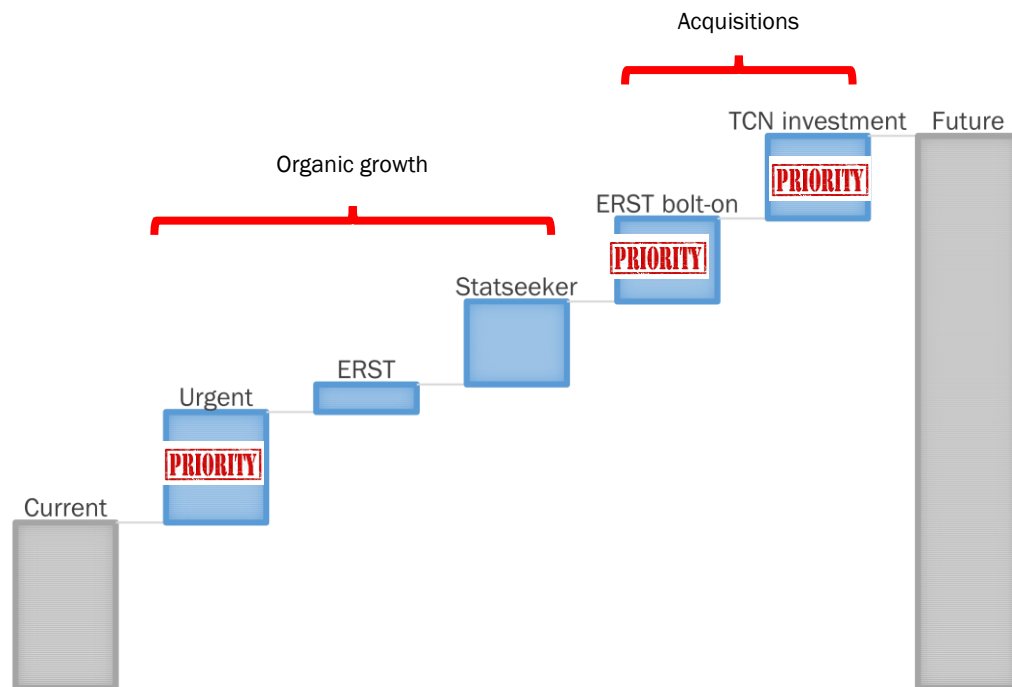 Acquisitions
TCN investment
Future
PRIORITY
Organic growth
ERST bolt-on
PRIORITY
Statseeker
ERST
Urgent
PRIORITY
Current